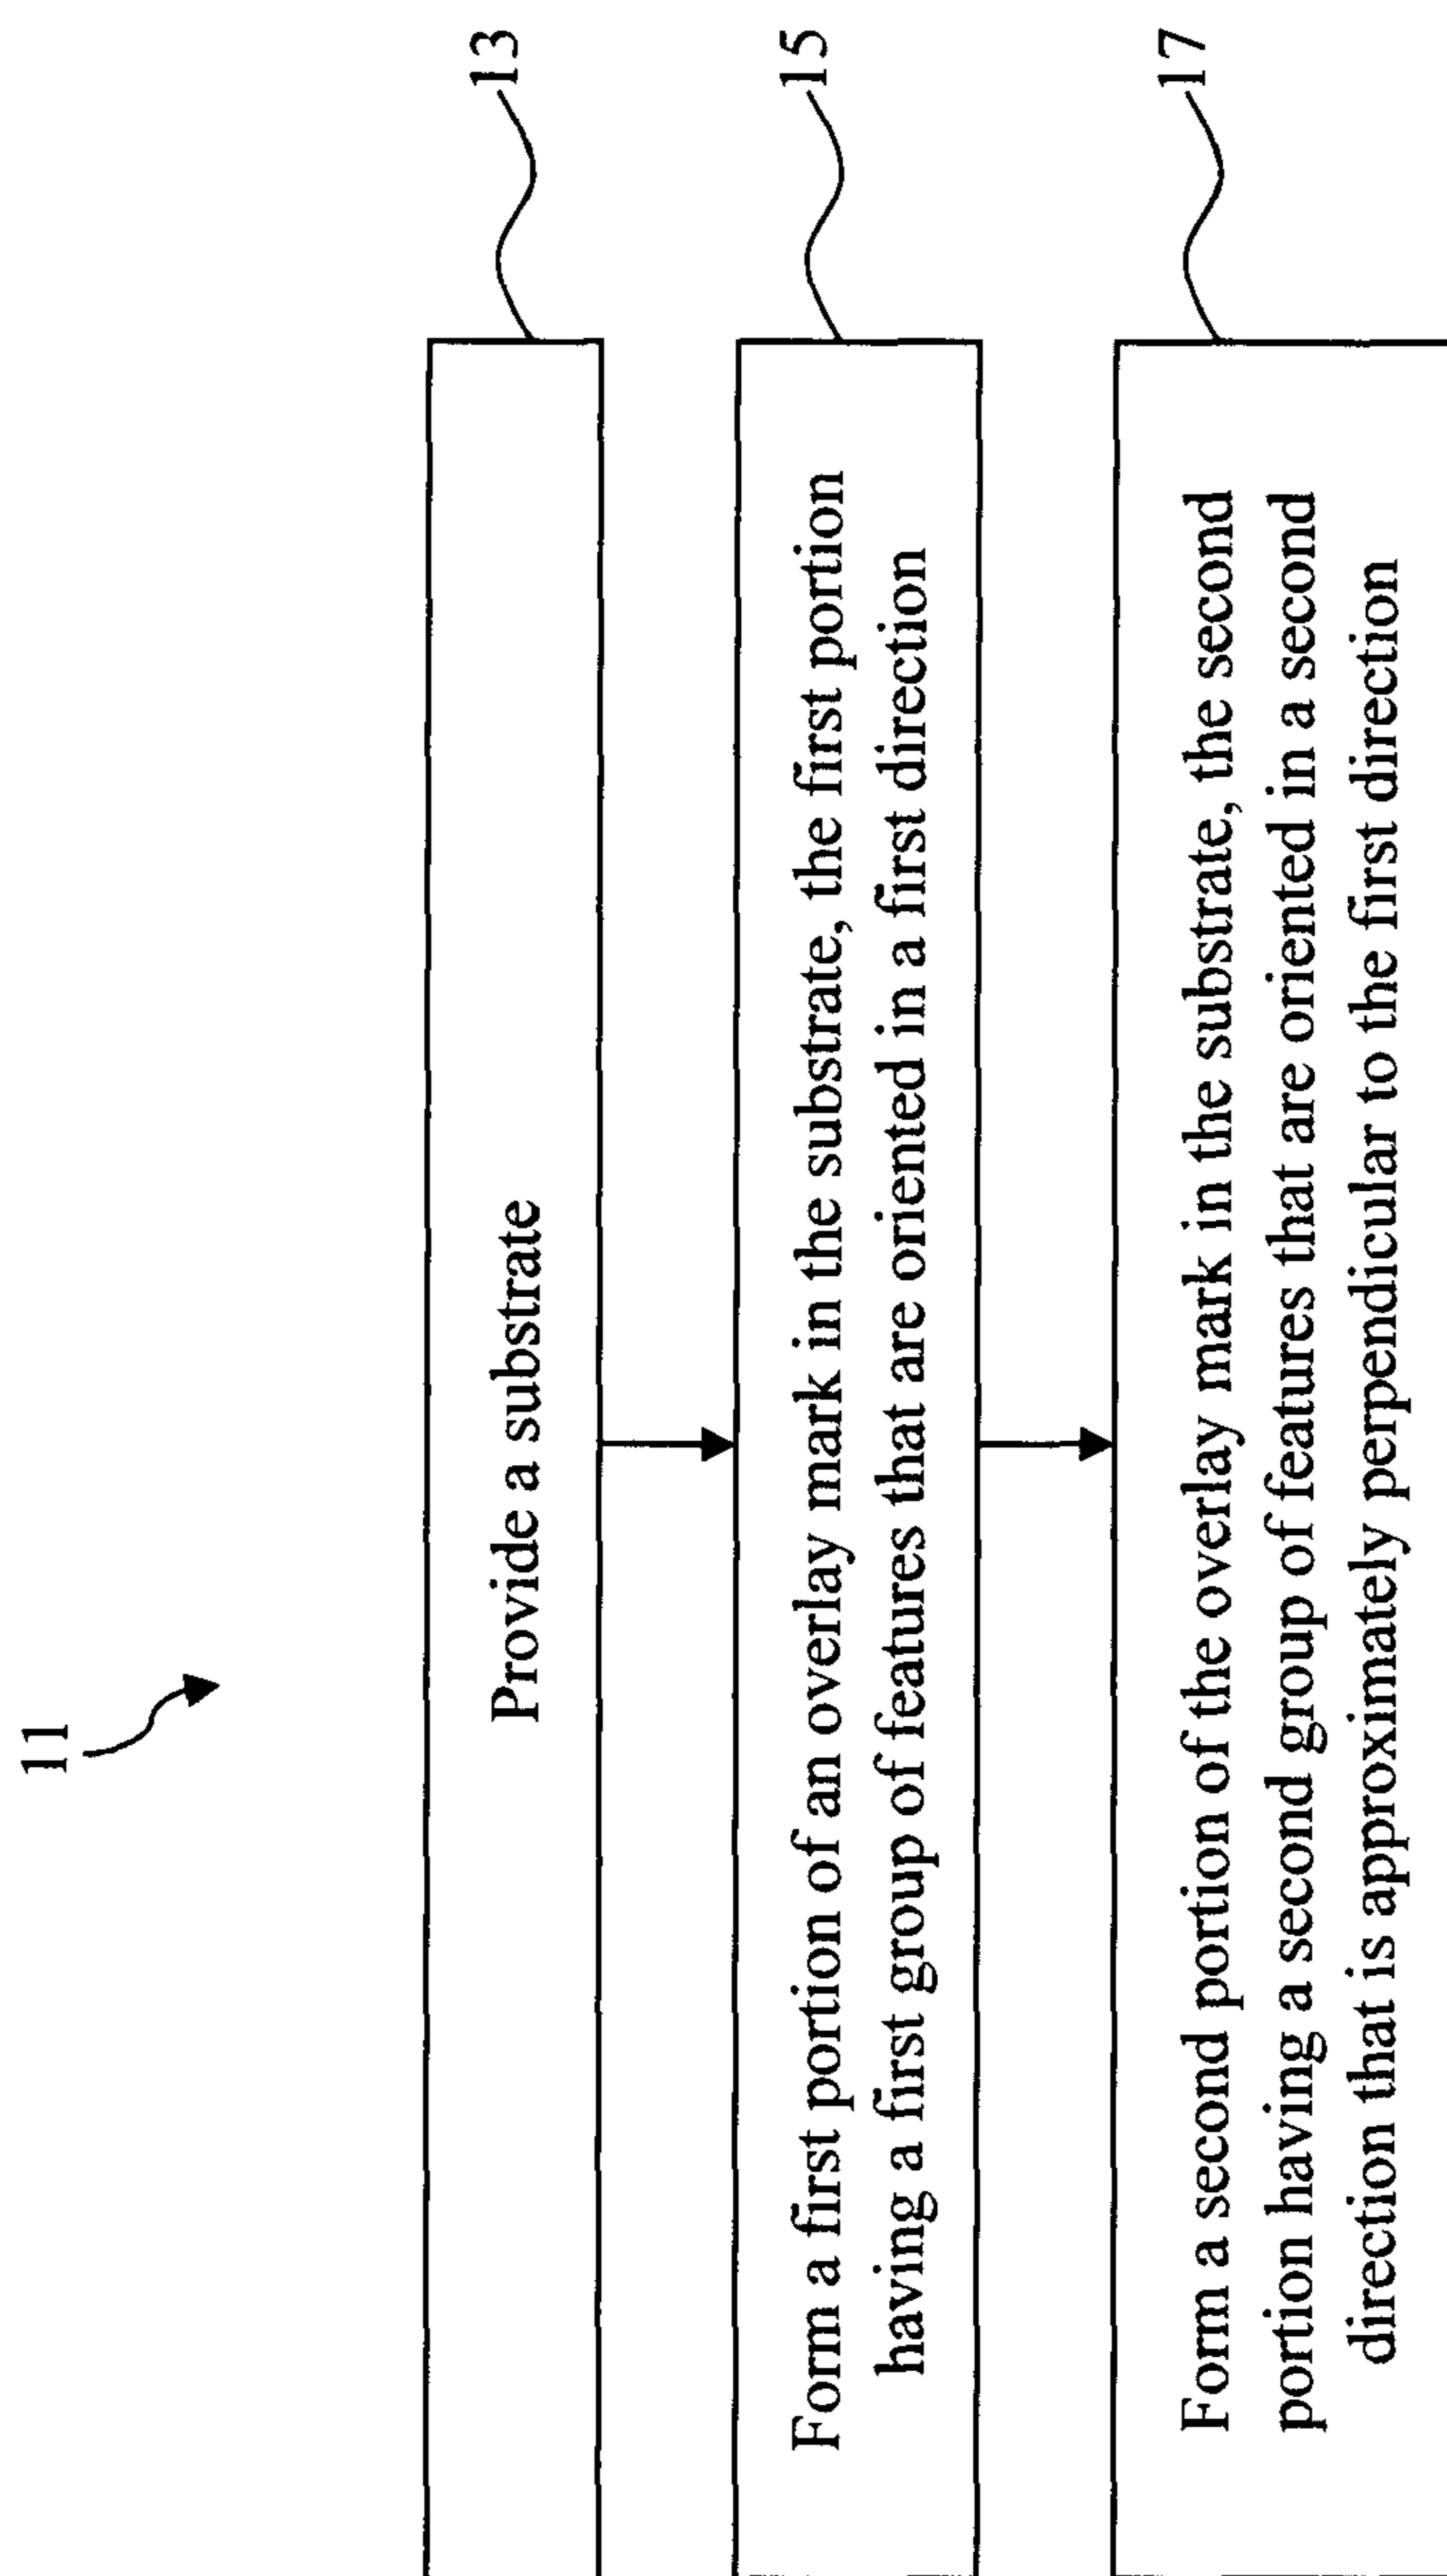 11
Provide a substrate
13
Form a first portion of an overlay mark in the substrate, the first portion
having a first group of features that are oriented in a first direction
15
Form a second portion of the overlay mark in the substrate, the second
portion having a second group of features that are oriented in a second
direction that is approximately perpendicular to the first direction
17